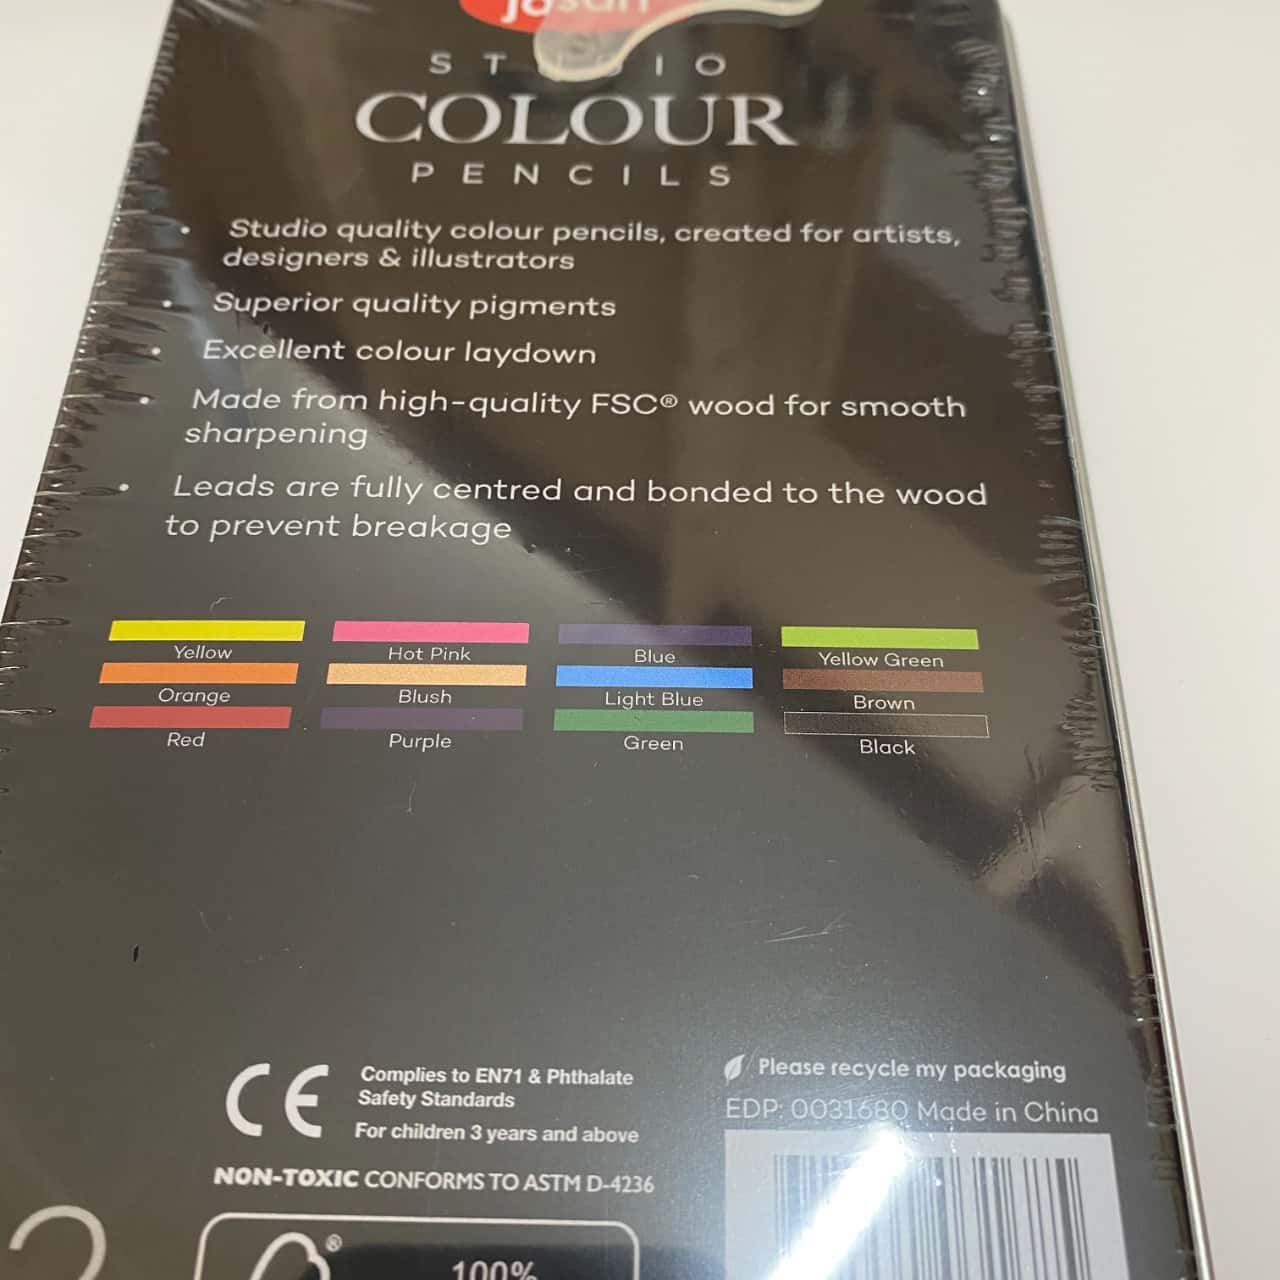 STUDIO
COLOUR
PENCILS
• Studio quality colour pencils, created for artists,
designers & illustrators
• Superior quality pigments
• Excellent colour laydown
• Made from high-quality FSC® wood for smooth
sharpening
• Leads are fully centred and bonded to the wood
to prevent breakage
Yellow Hot Pink Blue Yellow Green
Orange Blush Light Blue Brown
Red Purple Green Black
CE
Complies to EN71 & Phthalate
Safety Standards
For children 3 years and above
NON-TOXIC CONFORMS TO ASTM D-4236
Please recycle my packaging
EDP: 0031680 Made in China
®
100%